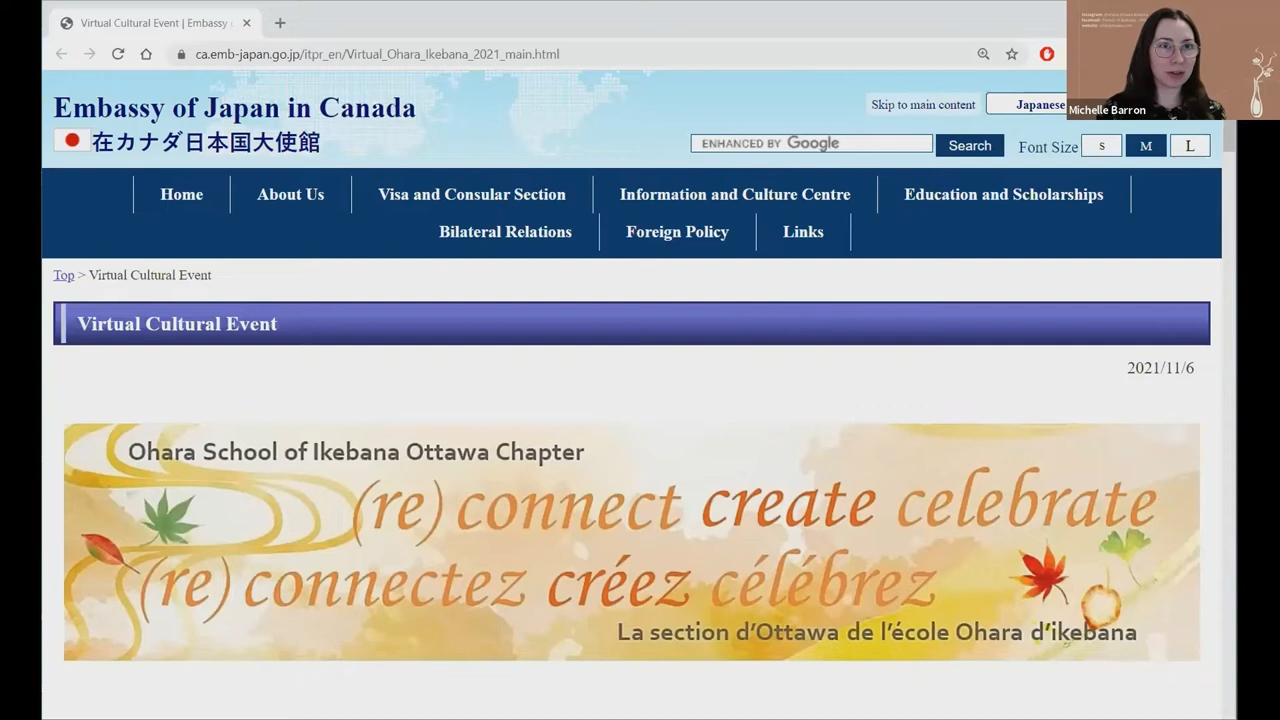 Virtual Cultural Event | Embassy
ca.emb-japan.go.jp/itpr_en/Virtual_Ohara_Ikebana_2021_main.html
Michelle Barron
Embassy of Japan in Canada
在カナダ日本国大使館
Skip to main content
Japanese
ENHANCED BY Google
Search
Font Size
S
M
L
Home
About Us
Visa and Consular Section
Information and Culture Centre
Education and Scholarships
Bilateral Relations
Foreign Policy
Links
Top > Virtual Cultural Event
Virtual Cultural Event
2021/11/6
Ohara School of Ikebana Ottawa Chapter
(re) connect create celebrate
(re) connectez créez célébrez
La section d'Ottawa de l'école Ohara d'ikebana